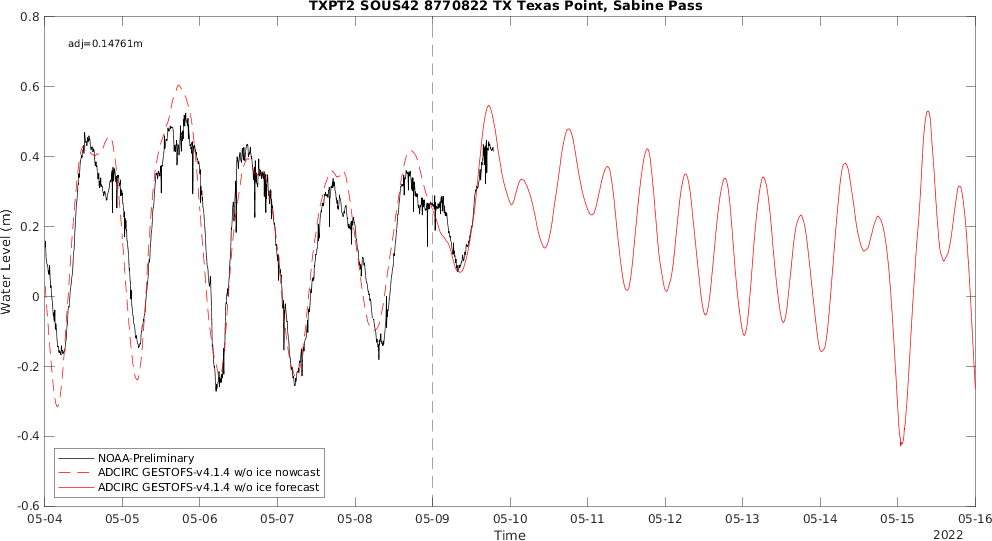 TXPT2 SOUS42 8770822 TX Texas Point, Sabine Pass
adj=0.14761m
Water Level (m)
0.8
0.6
0.4
0.2
0
-0.2
-0.4
-0.6
NOAA-Preliminary
ADCIRC GESTOFS-v4.1.4 w/o ice nowcast
ADCIRC GESTOFS-v4.1.4 w/o ice forecast
05-04 05-05 05-06 05-07 05-08 05-09 05-10 05-11 05-12 05-13 05-14 05-15 05-16
Time
2022